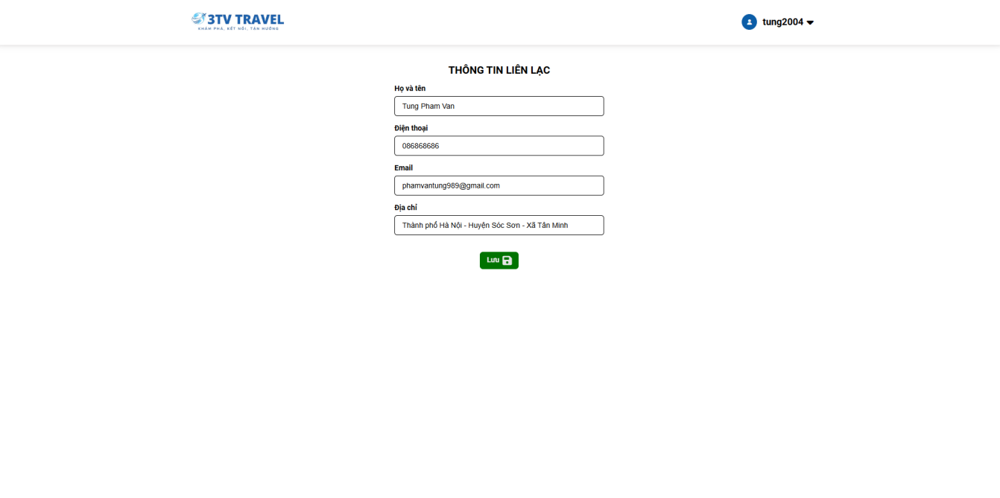 3TV TRAVEL
KHÁM PHÁ, KẾT NỐI, TẬN HƯỞNG
tung2004
THÔNG TIN LIÊN LẠC
Họ và tên
Tung Pham Van
Điện thoại
086868686
Email
phamvantung989@gmail.com
Địa chỉ
Thành phố Hà Nội - Huyện Sóc Sơn - Xã Tân Minh
Lưu